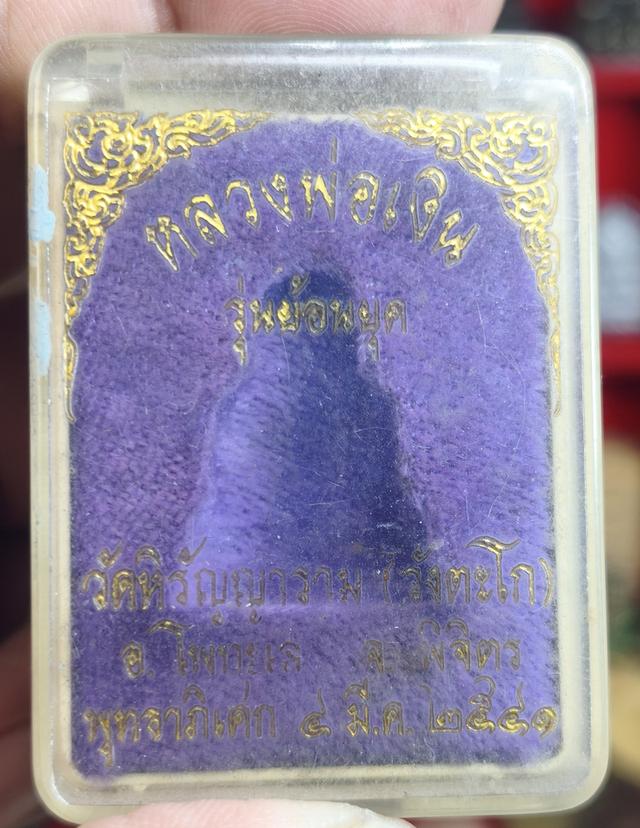 หลวงพ่อเงิน
รุ่นย้อนยุค
วัดหิรัญญาราม (วังตะโก)
อ. โพทะเล จ. พิจิตร
พุทธาภิเศก ๔ มี.ค. ๒๕๔๑